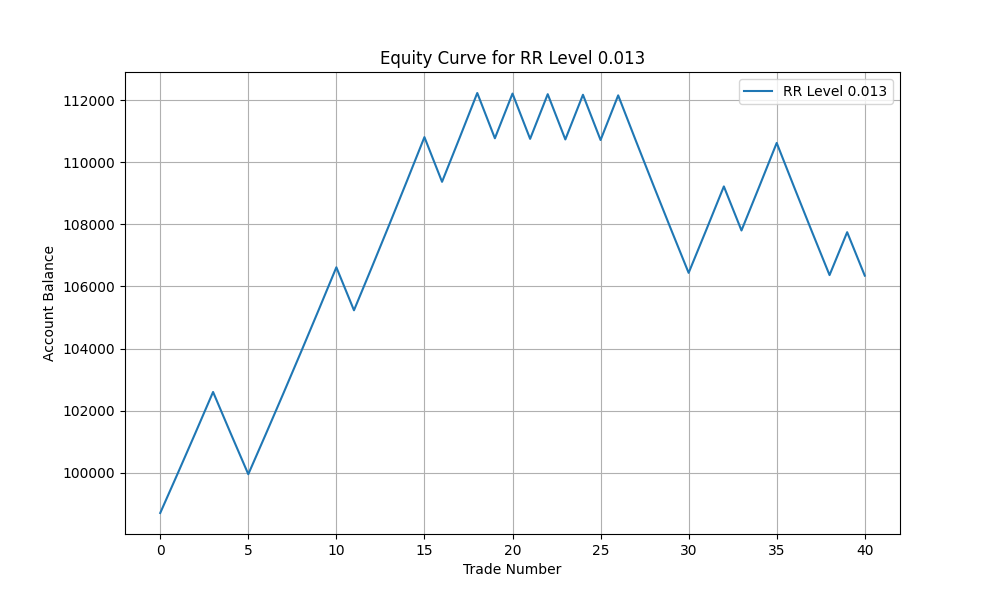 Equity Curve for RR Level 0.013
RR Level 0.013
112000
110000
108000
106000
104000
102000
100000
Account Balance
0 5 10 15 20 25 30 35 40
Trade Number